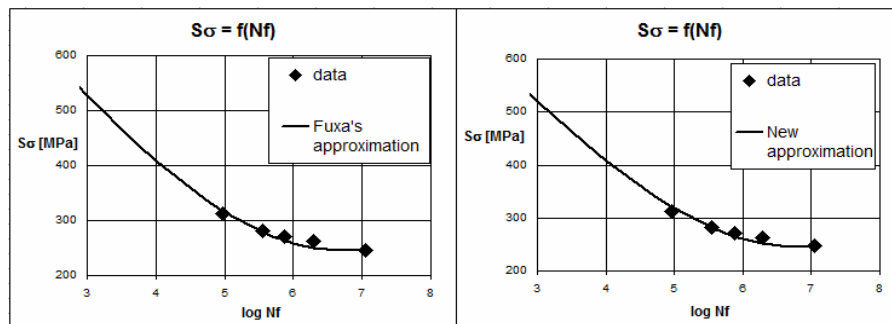 Sσ = f(Nf)
600
500
Sσ [MPa]
400
300
200
3 4 5 6 7 8
log Nf
data
Fuxa's
approximation
Sσ = f(Nf)
600
500
Sσ [MPa]
400
300
200
3 4 5 6 7 8
log Nf
data
New
approximation